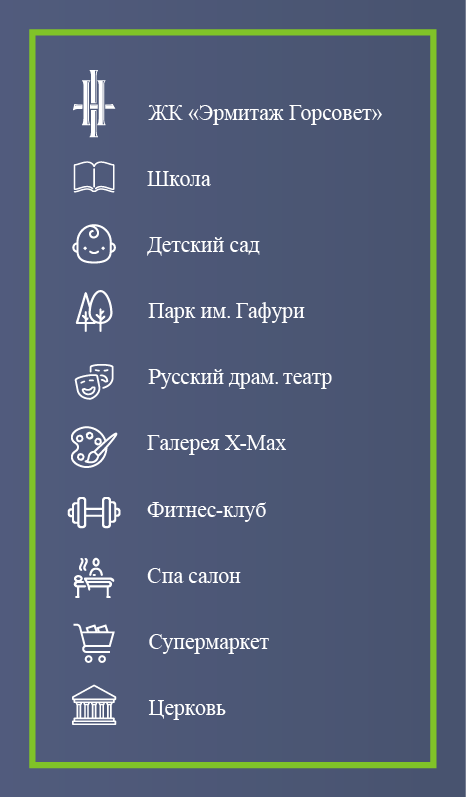 ЖК «Эрмитаж Горсовет»
Школа
Детский сад
Парк им. Гафури
Русский драм. театр
Галерея X-Max
Фитнес-клуб
Спа салон
Супермаркет
Церковь